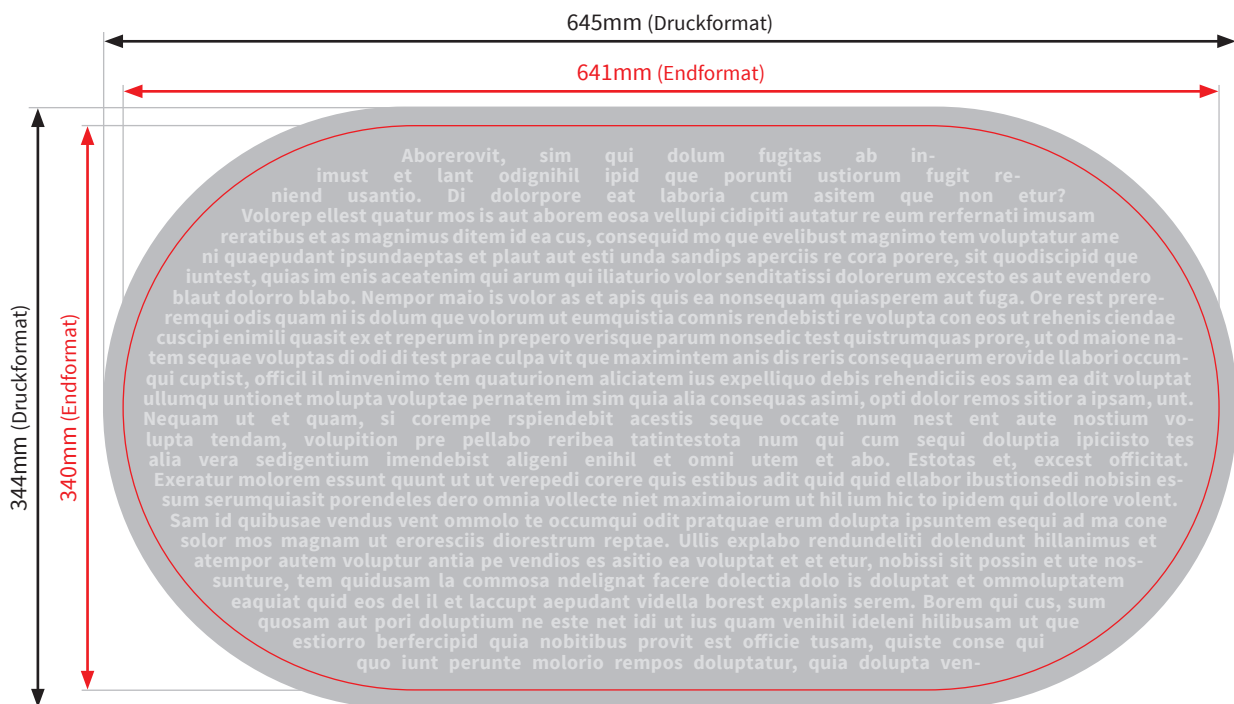 645mm (Druckformat)
641mm (Endformat)
344mm (Druckformat)
340mm (Endformat)
Aborerovit, sim qui dolum fugitas ab in-
imust et lant odignihil ipid que porunti ustiorum fugit re-
niend usantio. Di dolorpore eat laboria cum asitem que non etur?
Volorep ellest quatur mos is aut aborem ea ea vellupi cidipiti autatur re eum rerfernati imusam
reratibus et as magnimus ditem id ea cus, consequid mo que evelibust magnimo tem voluptatur ame
ni quaepudant ipsundaeptas et plaut aut esti unda sandips aperciis re cora porere, sit quodiscipid que
iuntest, quias im enis aceatenim qui arum qui iliaturio volor senditatissi dolorerum excesto es aut evendero
blaut dolorro blabo. Nempor maio in volor as et apis quis ea nonsequam quiasperem aut fuga. Ore rest prere-
remqui odis quam ni is dolum que volorum ut eumquistia comnis modebisti re volupta con eos ut rehenis ciendae
cuscipi enimili quasit ex et reperum in prepero verisque parum nonsedic test quistrumquas prore, ut od maione na-
tem sequae voluptas di odi di test prae culpa vit que maximintem andiciis reris consequaerum erovide llabori occum-
qui cuptist, officil il minvenimo tem quuntionem aliciatem ius expediquo debis rehendiciis eos sam ea dit voluptat
ullumqu untionet molupta voluptae pernatem im sim quia alia consequas asimi, opti dolor remos sitior a ipsam, unt.
Nequam ut et quam, si corempe rspiendebit acestis seque occate num nest ent aute nostium vo-
lupta tendam, volupition pre pellabo reribea tatintestota num qui cum sequi doluptia ipiciisto tes
alia vera sedigentium imendebist aligeni enihil et omni uem et abo. Estotas et, excest officitat.
Exeratur molorem essunt quunt et ut verepeli corere quis estibus adit quid quid ellabor ibustionsedi nobisin es-
sum serumquiasit porendeles dero omnia vollecte niet maximaionem ut hil ium hic to ipidem qui dollore volent.
Sam id quibusae vendus vent ommos te occumqui odit pratquae erum dolupta ipsuntem esequi ad ma cone
solor mos magnam ut eroresciis diorestrum reptae. Ullis explabo rendundeliti dolendunt hillanimus et
atempor autem voluptur antia pe vendios es asitio ea voluptat et et etur, nobissi sit possin et ute nos-
sunture, tem quidusam la commosa ndelignat facere dolectia dolo is doluptat et ommoluptatem
eaquiat quid eos del il et laccupt aepudant vidella borest explanis serem. Borem qui cus, sum
quosam aut pori doluptium ne este net idi ut ius quam venihil ideleni hilibusam ut que
estiorro berfercipid quia nobitibus provit est officie tusam, quiste conse qui
quo iunt perunte molorio rempos doluptatur, quia dolupta ven-